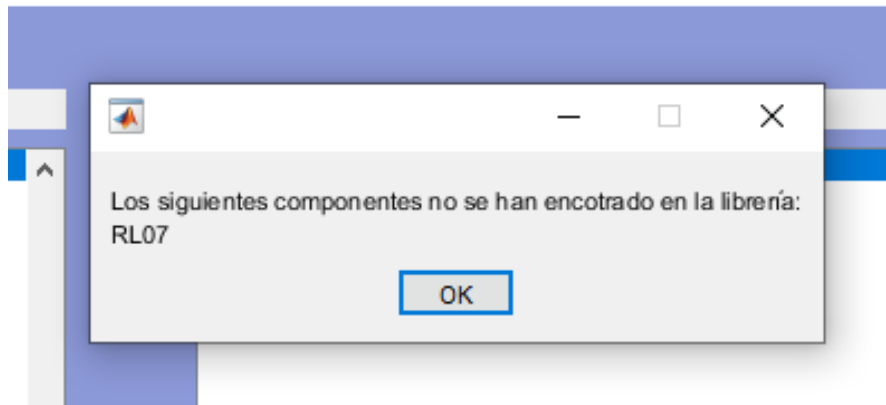 Los siguientes componentes no se han encotrado en la librería:
RL07
OK